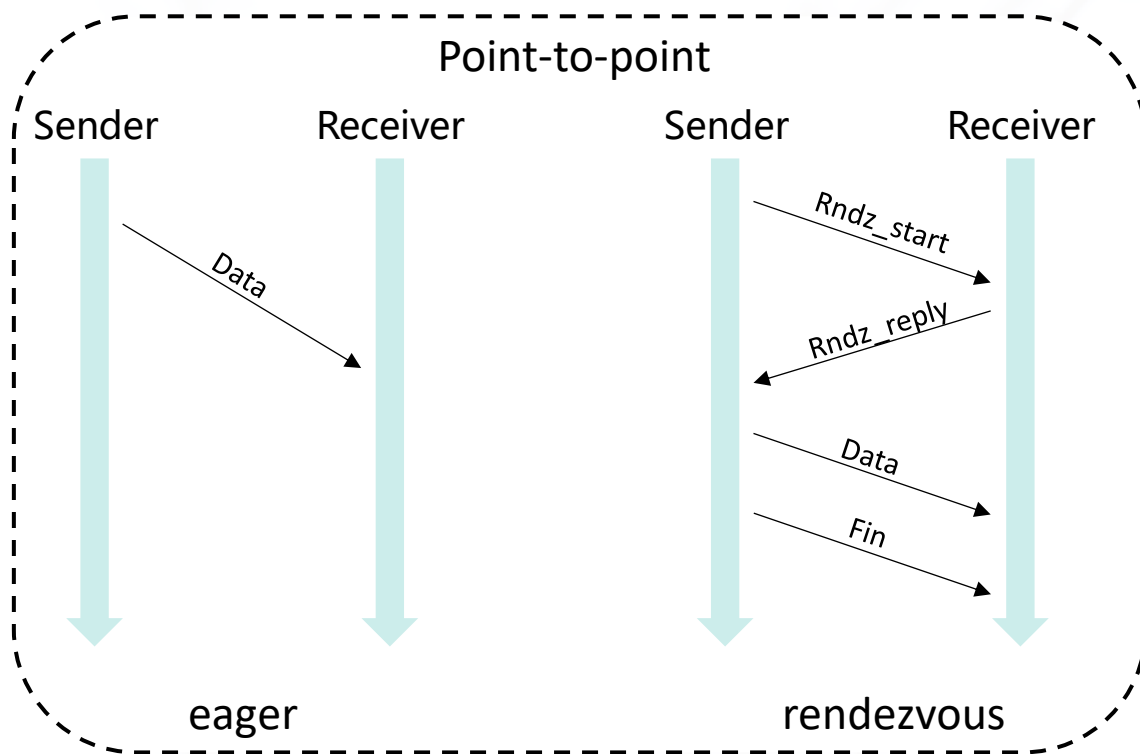 Point-to-point
Sender
Receiver
Sender
Receiver
Data
Rndz_start
Rndz_reply
Data
Fin
eager
rendezvous